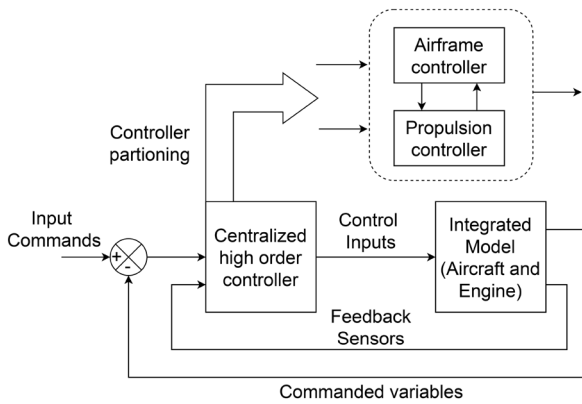 Airframe
controller
Propulsion
controller
Controller
partioning
Input
Commands
+
-
Centralized
high order
controller
Control
Inputs
Integrated
Model
(Aircraft and
Engine)
Feedback
Sensors
Commanded variables